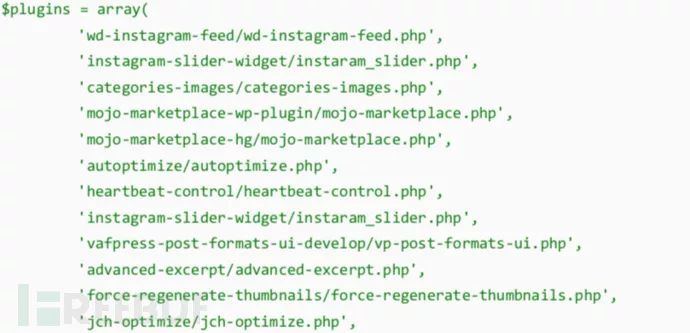 $plugins = array(
'wd-instagram-feed/wd-instagram-feed.php',
'instagram-slider-widget/instaram_slider.php',
'categories-images/categories-images.php',
'mojo-marketplace-wp-plugin/mojo-marketplace.php',
'mojo-marketplace-hg/mojo-marketplace.php',
'autoptimize/autoptimize.php',
'heartbeat-control/heartbeat-control.php',
'instagram-slider-widget/instaram_slider.php',
'vafpress-post-formats-ui-develop/vp-post-formats-ui.php',
'advanced-excerpt/advanced-excerpt.php',
'force-regenerate-thumbnails/force-regenerate-thumbnails.php',
'jch-optimize/jch-optimize.php',
FREEBUF